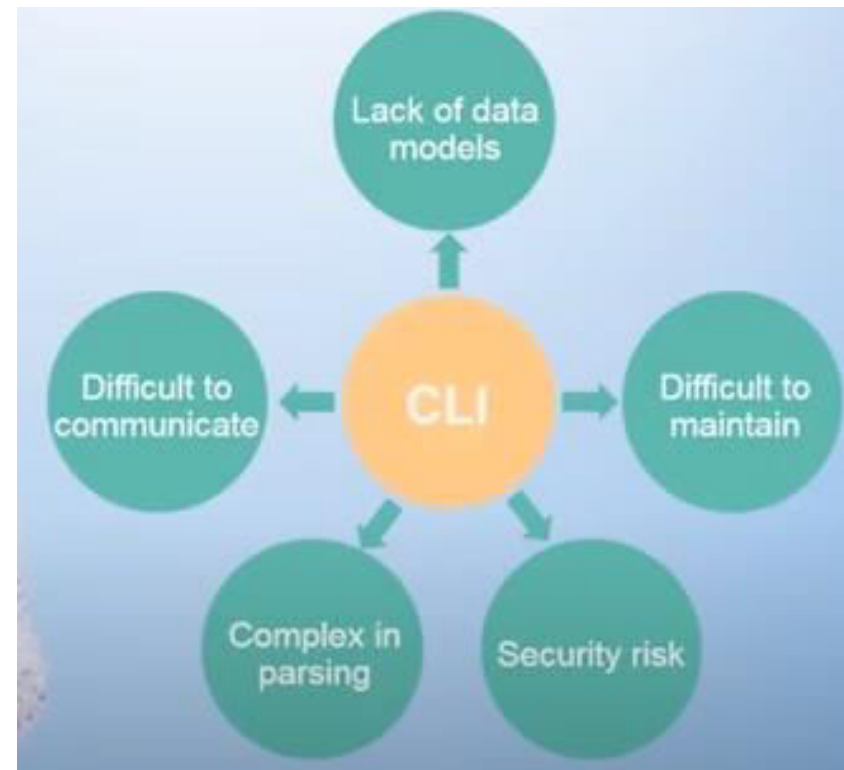 Lack of data
models
Difficult to
communicate
CLI
Difficult to
maintain
Complex in
parsing
Security risk